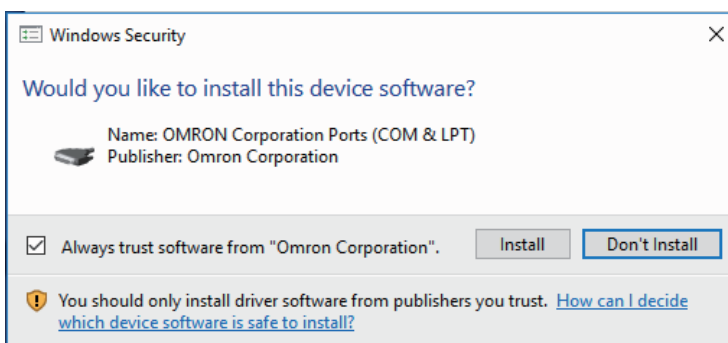 Windows Security
Would you like to install this device software?
Name: OMRON Corporation Ports (COM & LPT)
Publisher: Omron Corporation
Always trust software from "Omron Corporation".
Install
Don't Install
You should only install driver software from publishers you trust. How can I decide
which device software is safe to install?